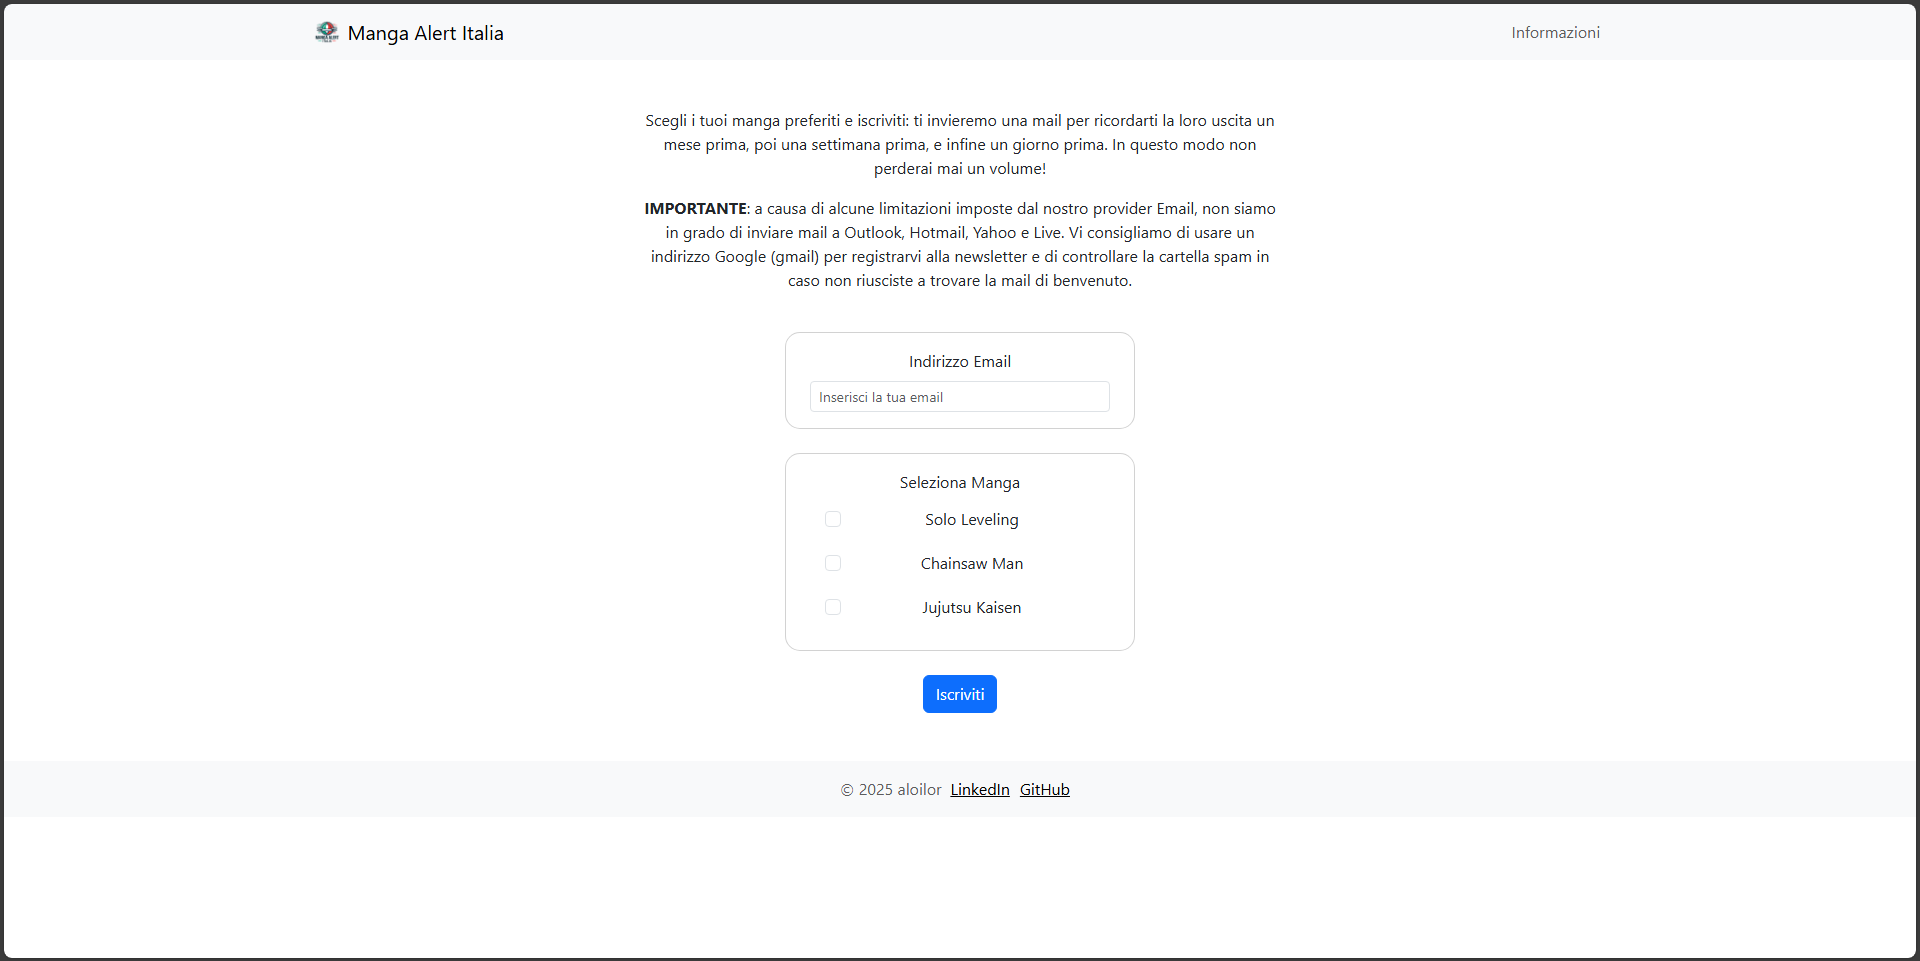 Manga Alert Italia
Informazioni
Scegli i tuoi manga preferiti e iscriviti: ti invieremo una mail per ricordarti la loro uscita un
mese prima, poi una settimana prima, e infine un giorno prima. In questo modo non
perderai mai un volume!
IMPORTANTE: a causa di alcune limitazioni imposte dal nostro provider Email, non siamo
in grado di inviare mail a Outlook, Hotmail, Yahoo e Live. Vi consigliamo di usare un
indirizzo Google (gmail) per registrarvi alla newsletter e di controllare la cartella spam in
caso non riusciste a trovare la mail di benvenuto.
Indirizzo Email
Inserisci la tua email
Seleziona Manga
Solo Leveling
Chainsaw Man
Jujutsu Kaisen
Iscriviti
© 2025 aloilor LinkedIn GitHub